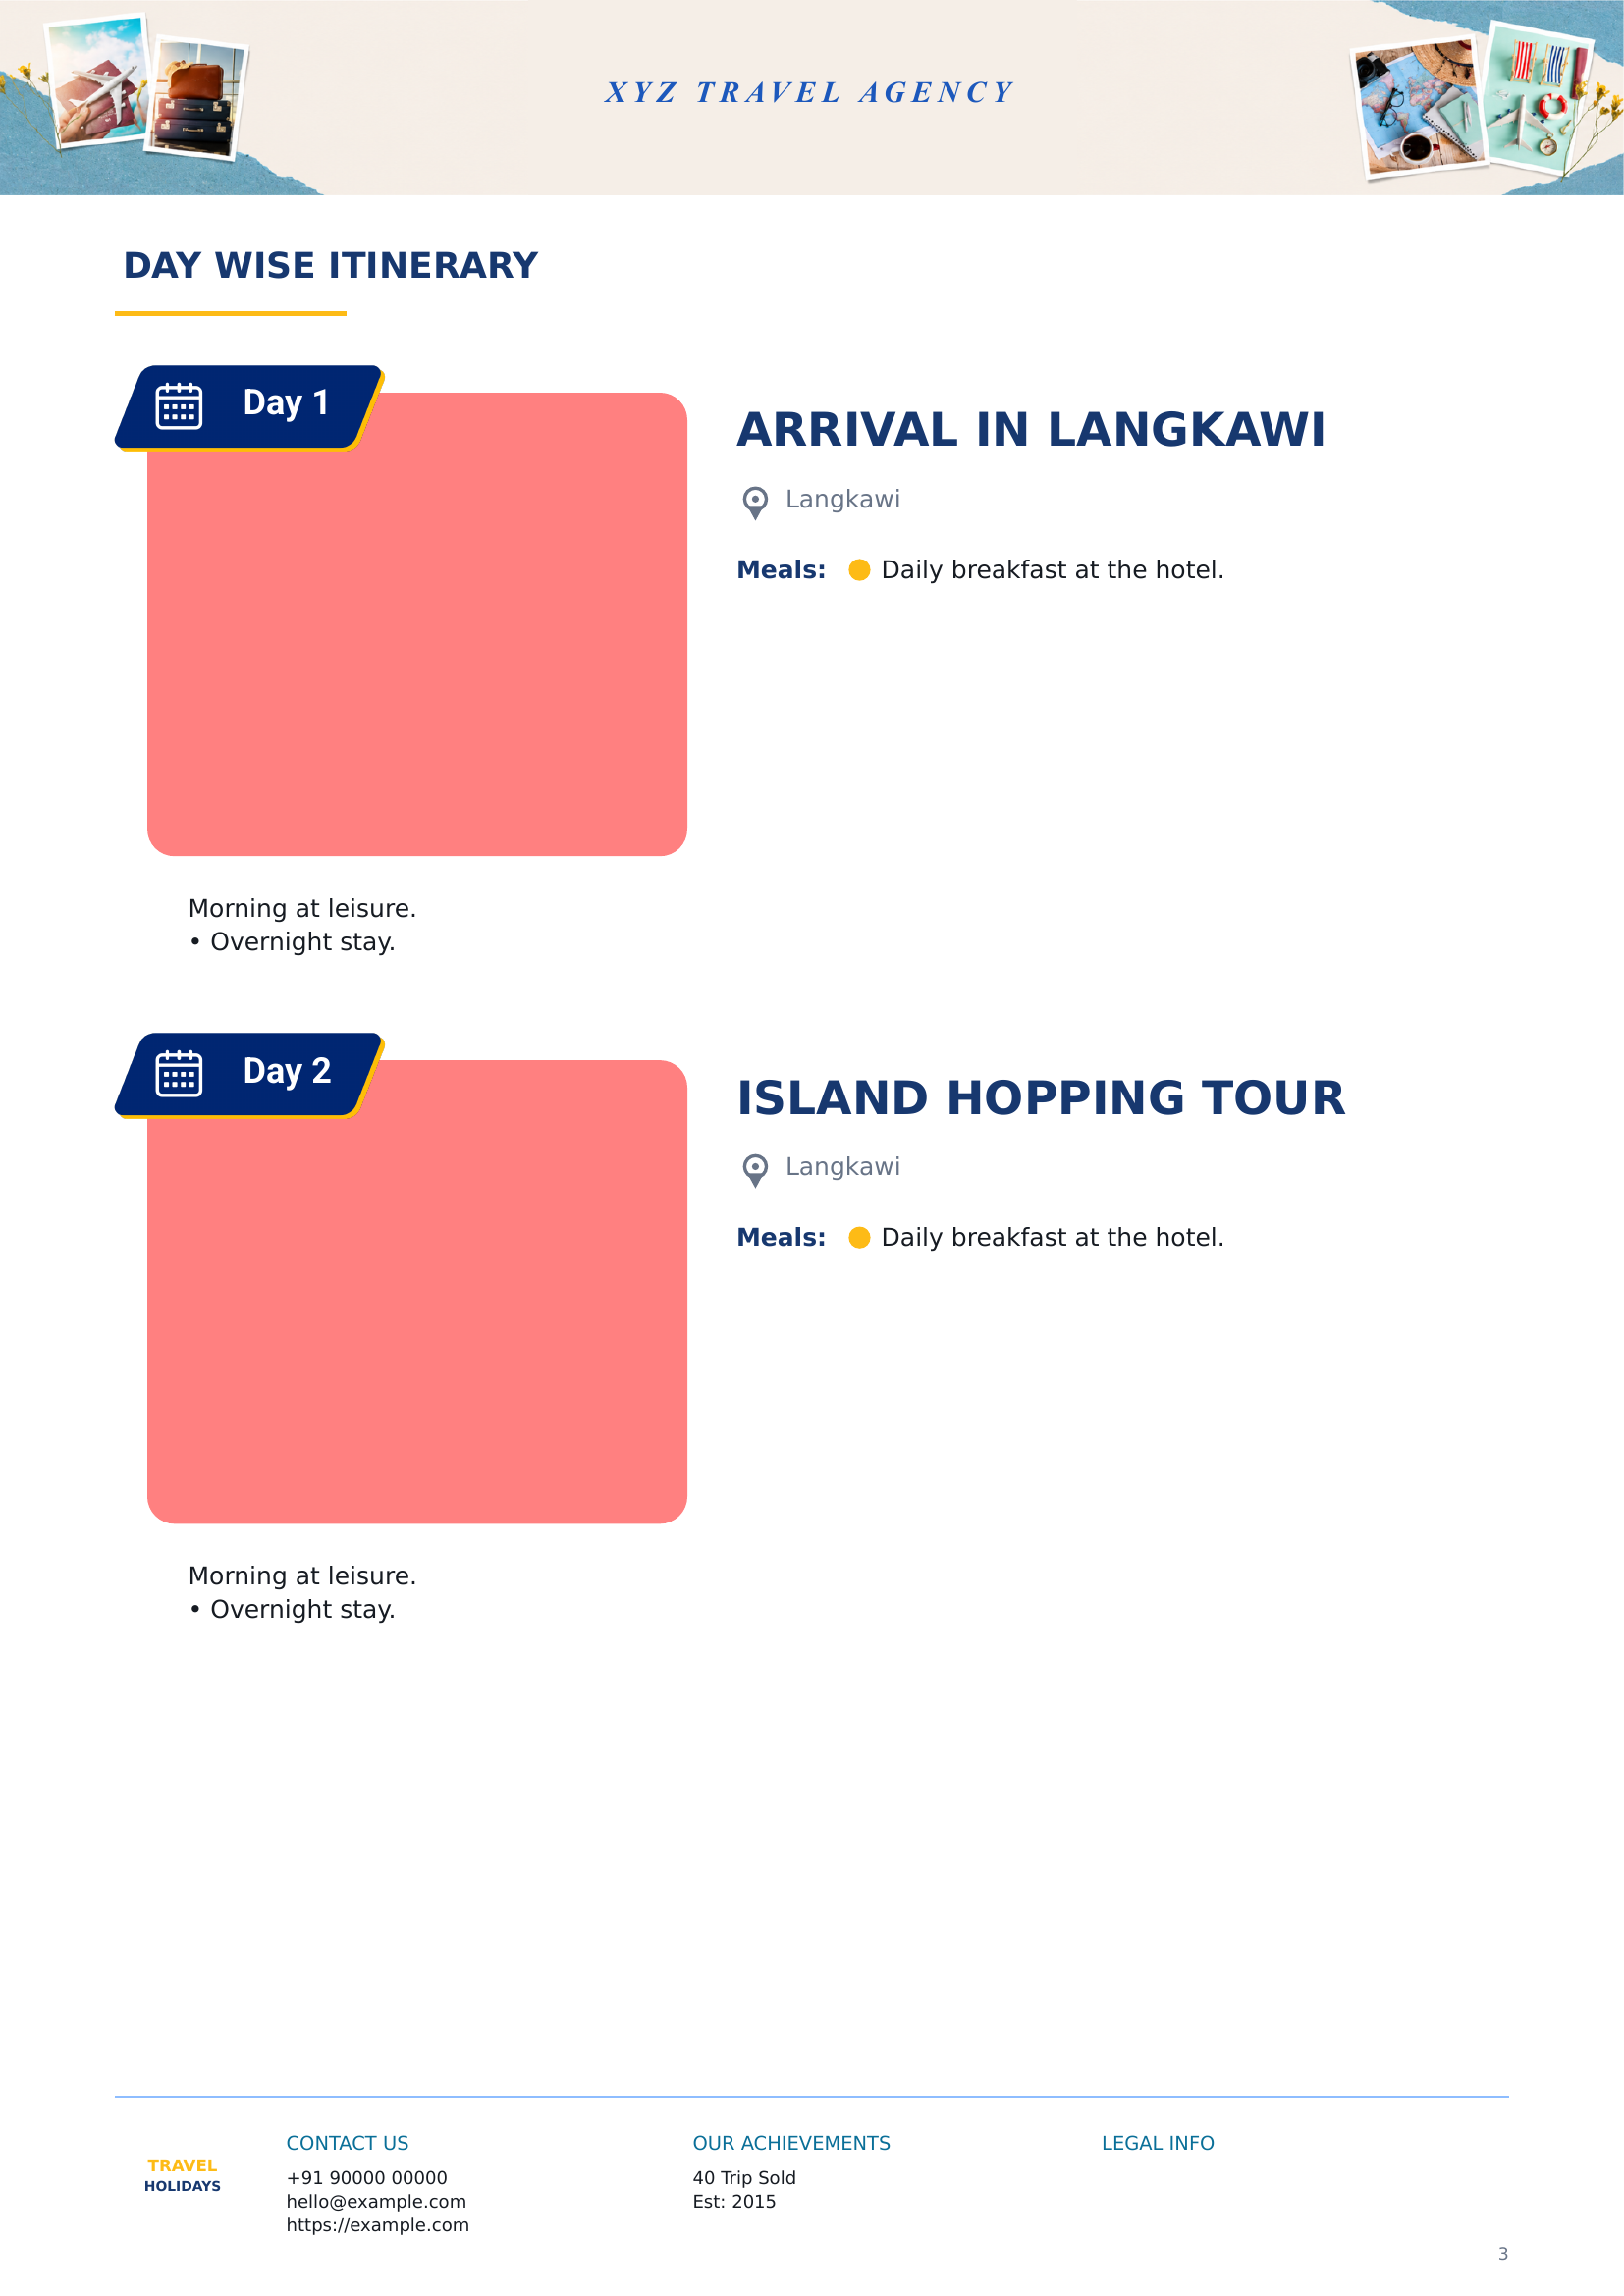 XYZ TRAVEL AGENCY
DAY WISE ITINERARY
Day 1
ARRIVAL IN LANGKAWI
Langkawi
Meals: Daily breakfast at the hotel.
Morning at leisure.
• Overnight stay.
Day 2
ISLAND HOPPING TOUR
Langkawi
Meals: Daily breakfast at the hotel.
Morning at leisure.
• Overnight stay.
TRAVEL
HOLIDAYS
CONTACT US
+91 90000 00000
hello@example.com
https://example.com
OUR ACHIEVEMENTS
40 Trip Sold
Est: 2015
LEGAL INFO
3